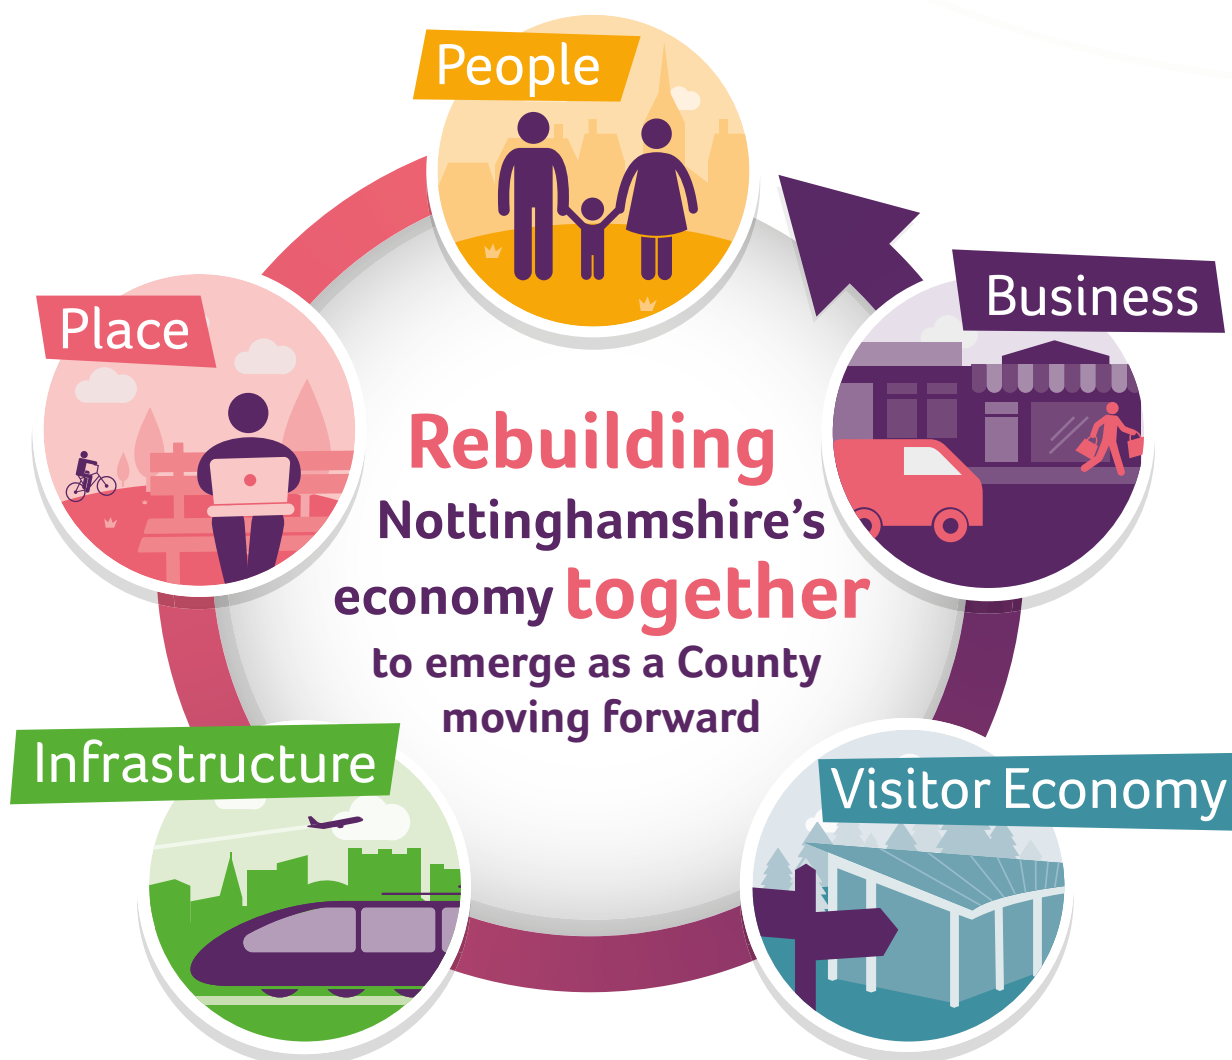 People
Business
Place
Rebuilding
Nottinghamshire’s
economy together
to emerge as a County
moving forward
Infrastructure
Visitor Economy